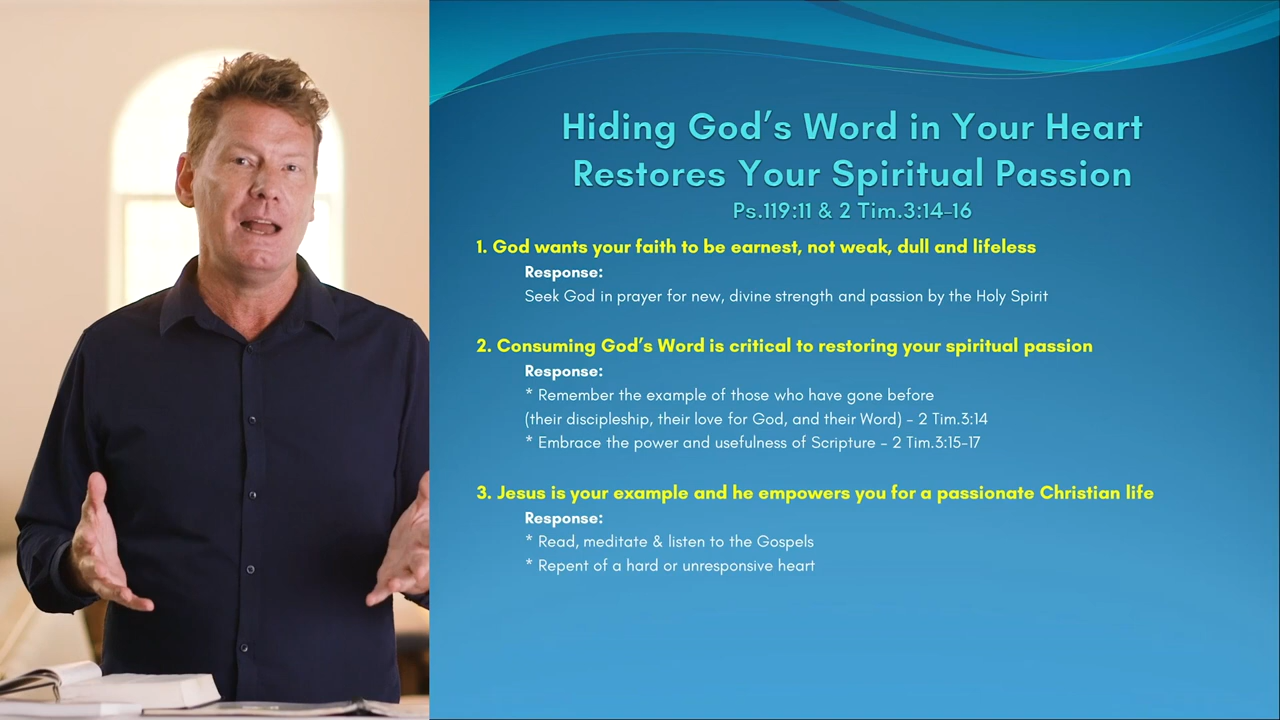 Hiding God's Word in Your Heart
Restores Your Spiritual Passion
Ps.119:11 & 2 Tim.3:14-16
1. God wants your faith to be earnest, not weak, dull and lifeless
Response:
Seek God in prayer for new, divine strength and passion by the Holy Spirit
2. Consuming God's Word is critical to restoring your spiritual passion
Response:
* Remember the example of those who have gone before
(their discipleship, their love for God, and their Word) - 2 Tim.3:14
* Embrace the power and usefulness of Scripture - 2 Tim.3:15-17
3. Jesus is your example and he empowers you for a passionate Christian life
Response:
* Read, meditate & listen to the Gospels
* Repent of a hard or unresponsive heart